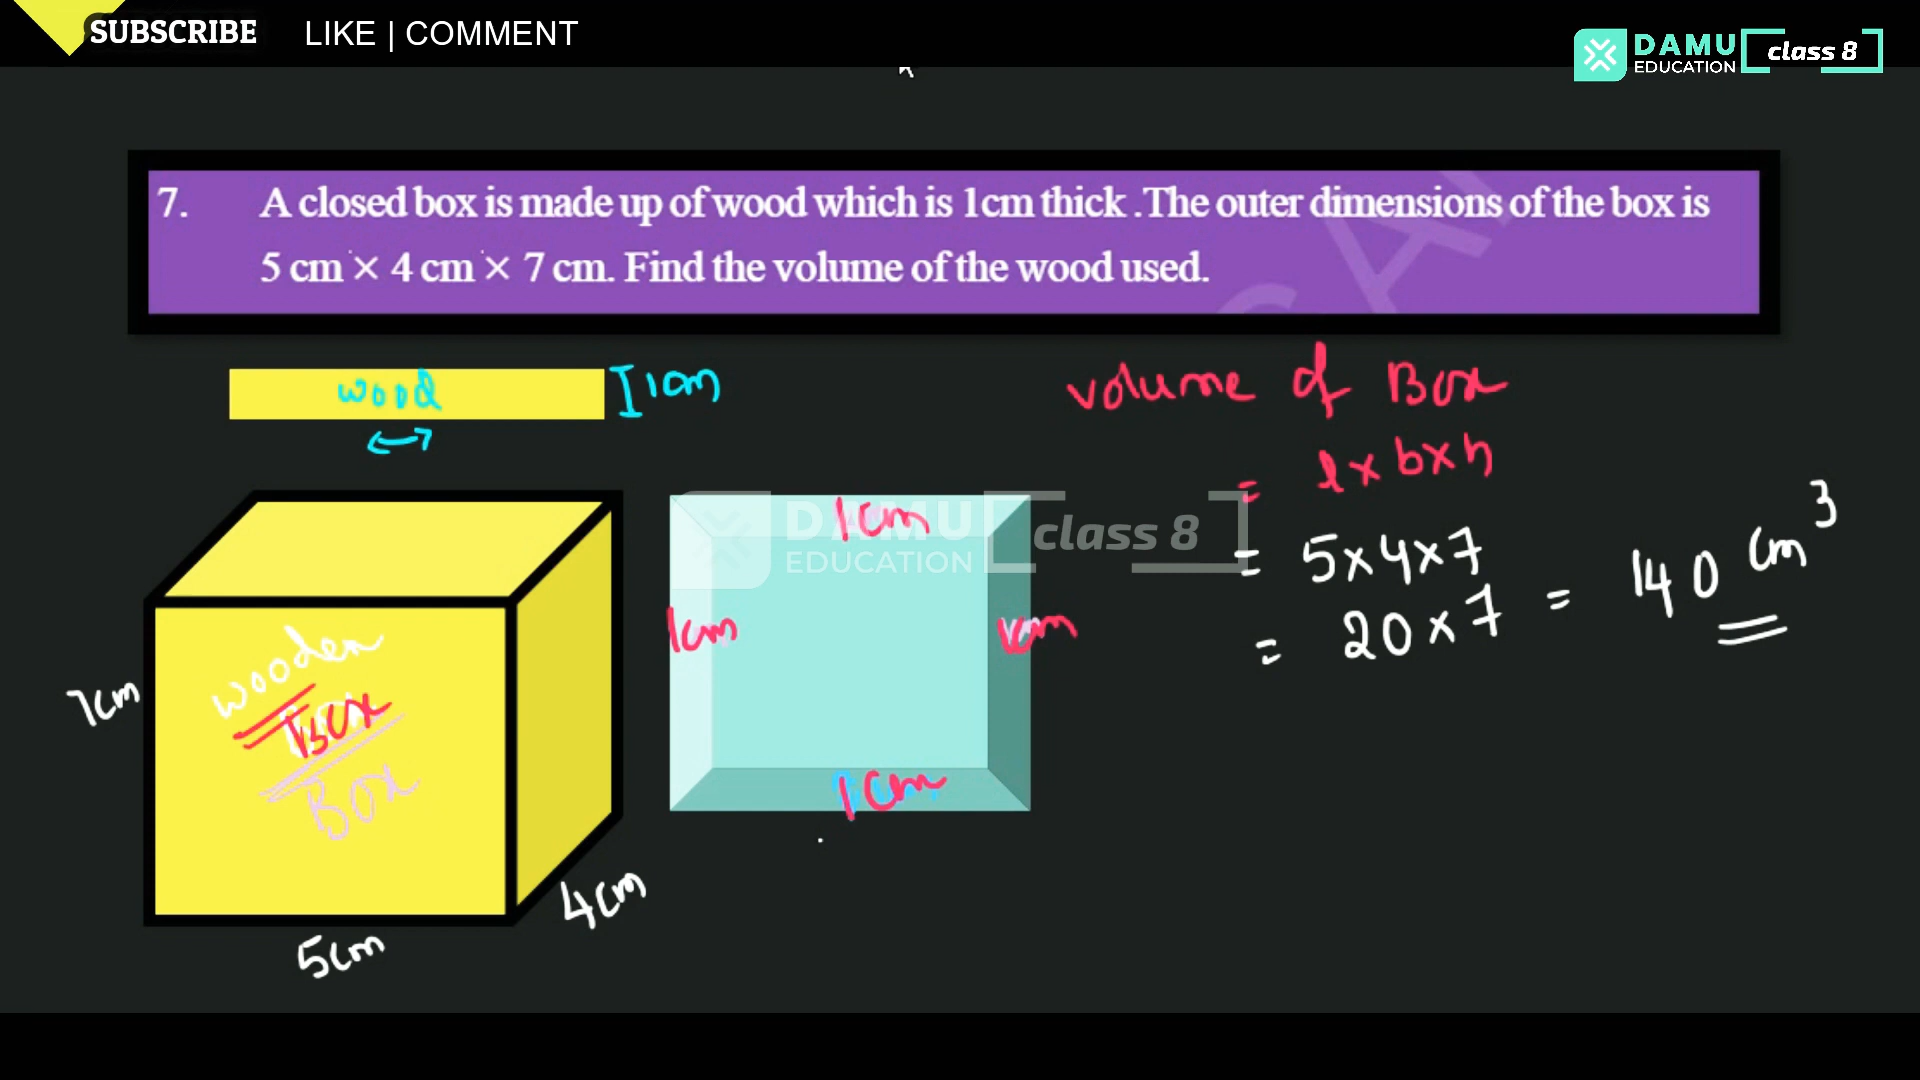 SUBSCRIBE LIKE | COMMENT
DAMU
EDUCATION
class 8
7. A closed box is made up of wood which is 1cm thick .The outer dimensions of the box is
5 cm × 4 cm × 7 cm. Find the volume of the wood used.
wood 1cm
volume of Box
= l×b×h
= 5×4×7
= 20×7 = 140 cm³
DAMU
EDUCATION
class 8
1cm
1cm
1cm
1cm
wooden
Box
Box
7cm
4cm
5cm